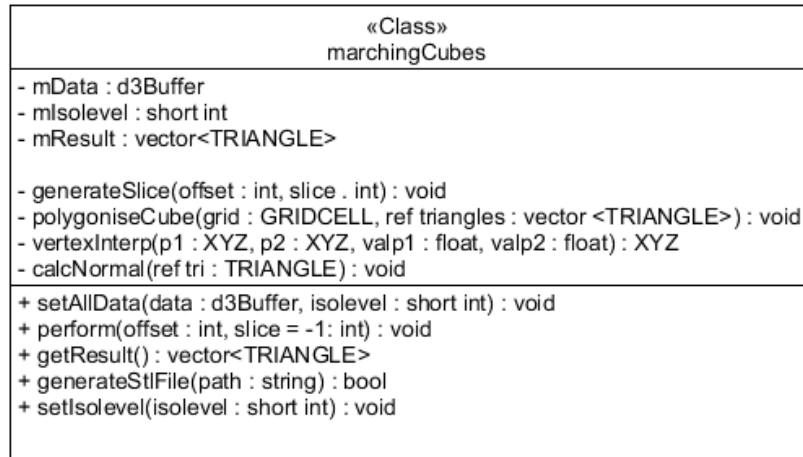 «Class»
marchingCubes
- mData : d3Buffer
- mIsolevel : short int
- mResult : vector<TRIANGLE>
- generateSlice(offset : int, slice . int) : void
- polygoniseCube(grid : GRIDCELL, ref triangles : vector <TRIANGLE>) : void
- vertexInterp(p1 : XYZ, p2 : XYZ, valp1 : float, valp2 : float) : XYZ
- calcNormal(ref tri : TRIANGLE) : void
+ setAllData(data : d3Buffer, isolevel : short int) : void
+ perform(offset : int, slice = -1: int) : void
+ getResult() : vector<TRIANGLE>
+ generateStlFile(path : string) : bool
+ setIsolevel(isolevel : short int) : void